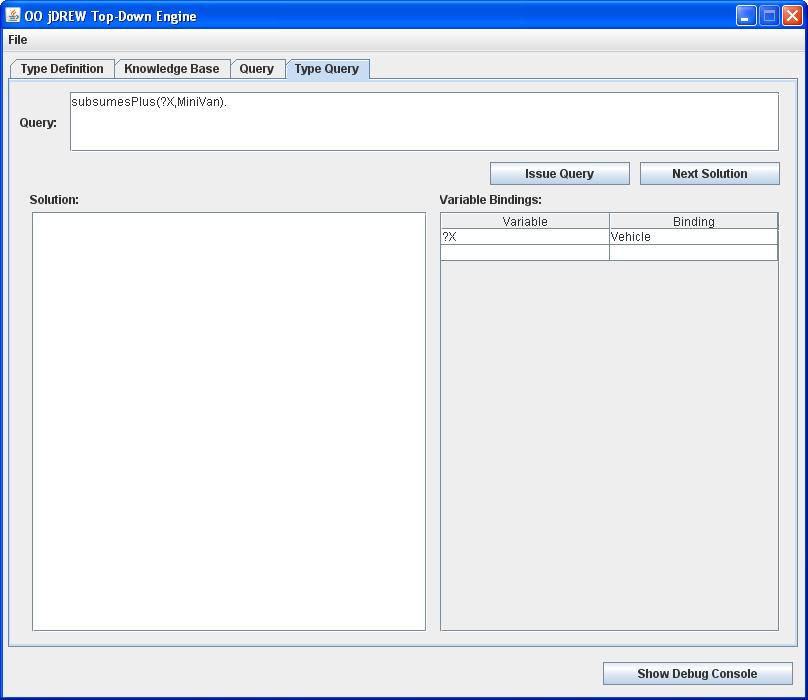 OO jDREW Top-Down Engine
File
Type Definition Knowledge Base Query Type Query
Query: subsumesPlus(?X,MiniVan).
Issue Query Next Solution
Solution: Variable Bindings:
Variable Binding
?X Vehicle
Show Debug Console